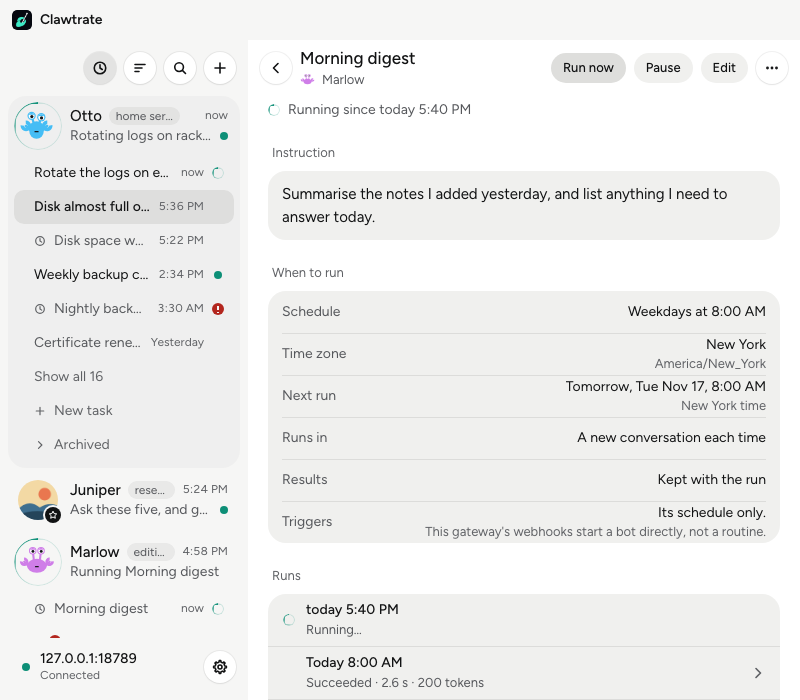 Clawtrate
Otto
home ser...
now
Rotating logs on rack...
Rotate the logs on e...
now
Disk almost full o...
5:36 PM
Disk space w...
5:22 PM
Weekly backup c...
2:34 PM
Nightly back...
3:30 AM
Certificate rene...
Yesterday
Show all 16
New task
Archived
Juniper
rese...
5:24 PM
Ask these five, and g...
Marlow
editi...
4:58 PM
Running Morning digest
Morning digest
now
127.0.0.1:18789
Connected
Morning digest
Marlow
Run now
Pause
Edit
Running since today 5:40 PM
Instruction
Summarise the notes I added yesterday, and list anything I need to
answer today.
When to run
Schedule
Weekdays at 8:00 AM
Time zone
New York
America/New_York
Next run
Tomorrow, Tue Nov 17, 8:00 AM
New York time
Runs in
A new conversation each time
Results
Kept with the run
Triggers
Its schedule only.
This gateway's webhooks start a bot directly, not a routine.
Runs
today 5:40 PM
Running...
Today 8:00 AM
Succeeded · 2.6 s · 200 tokens